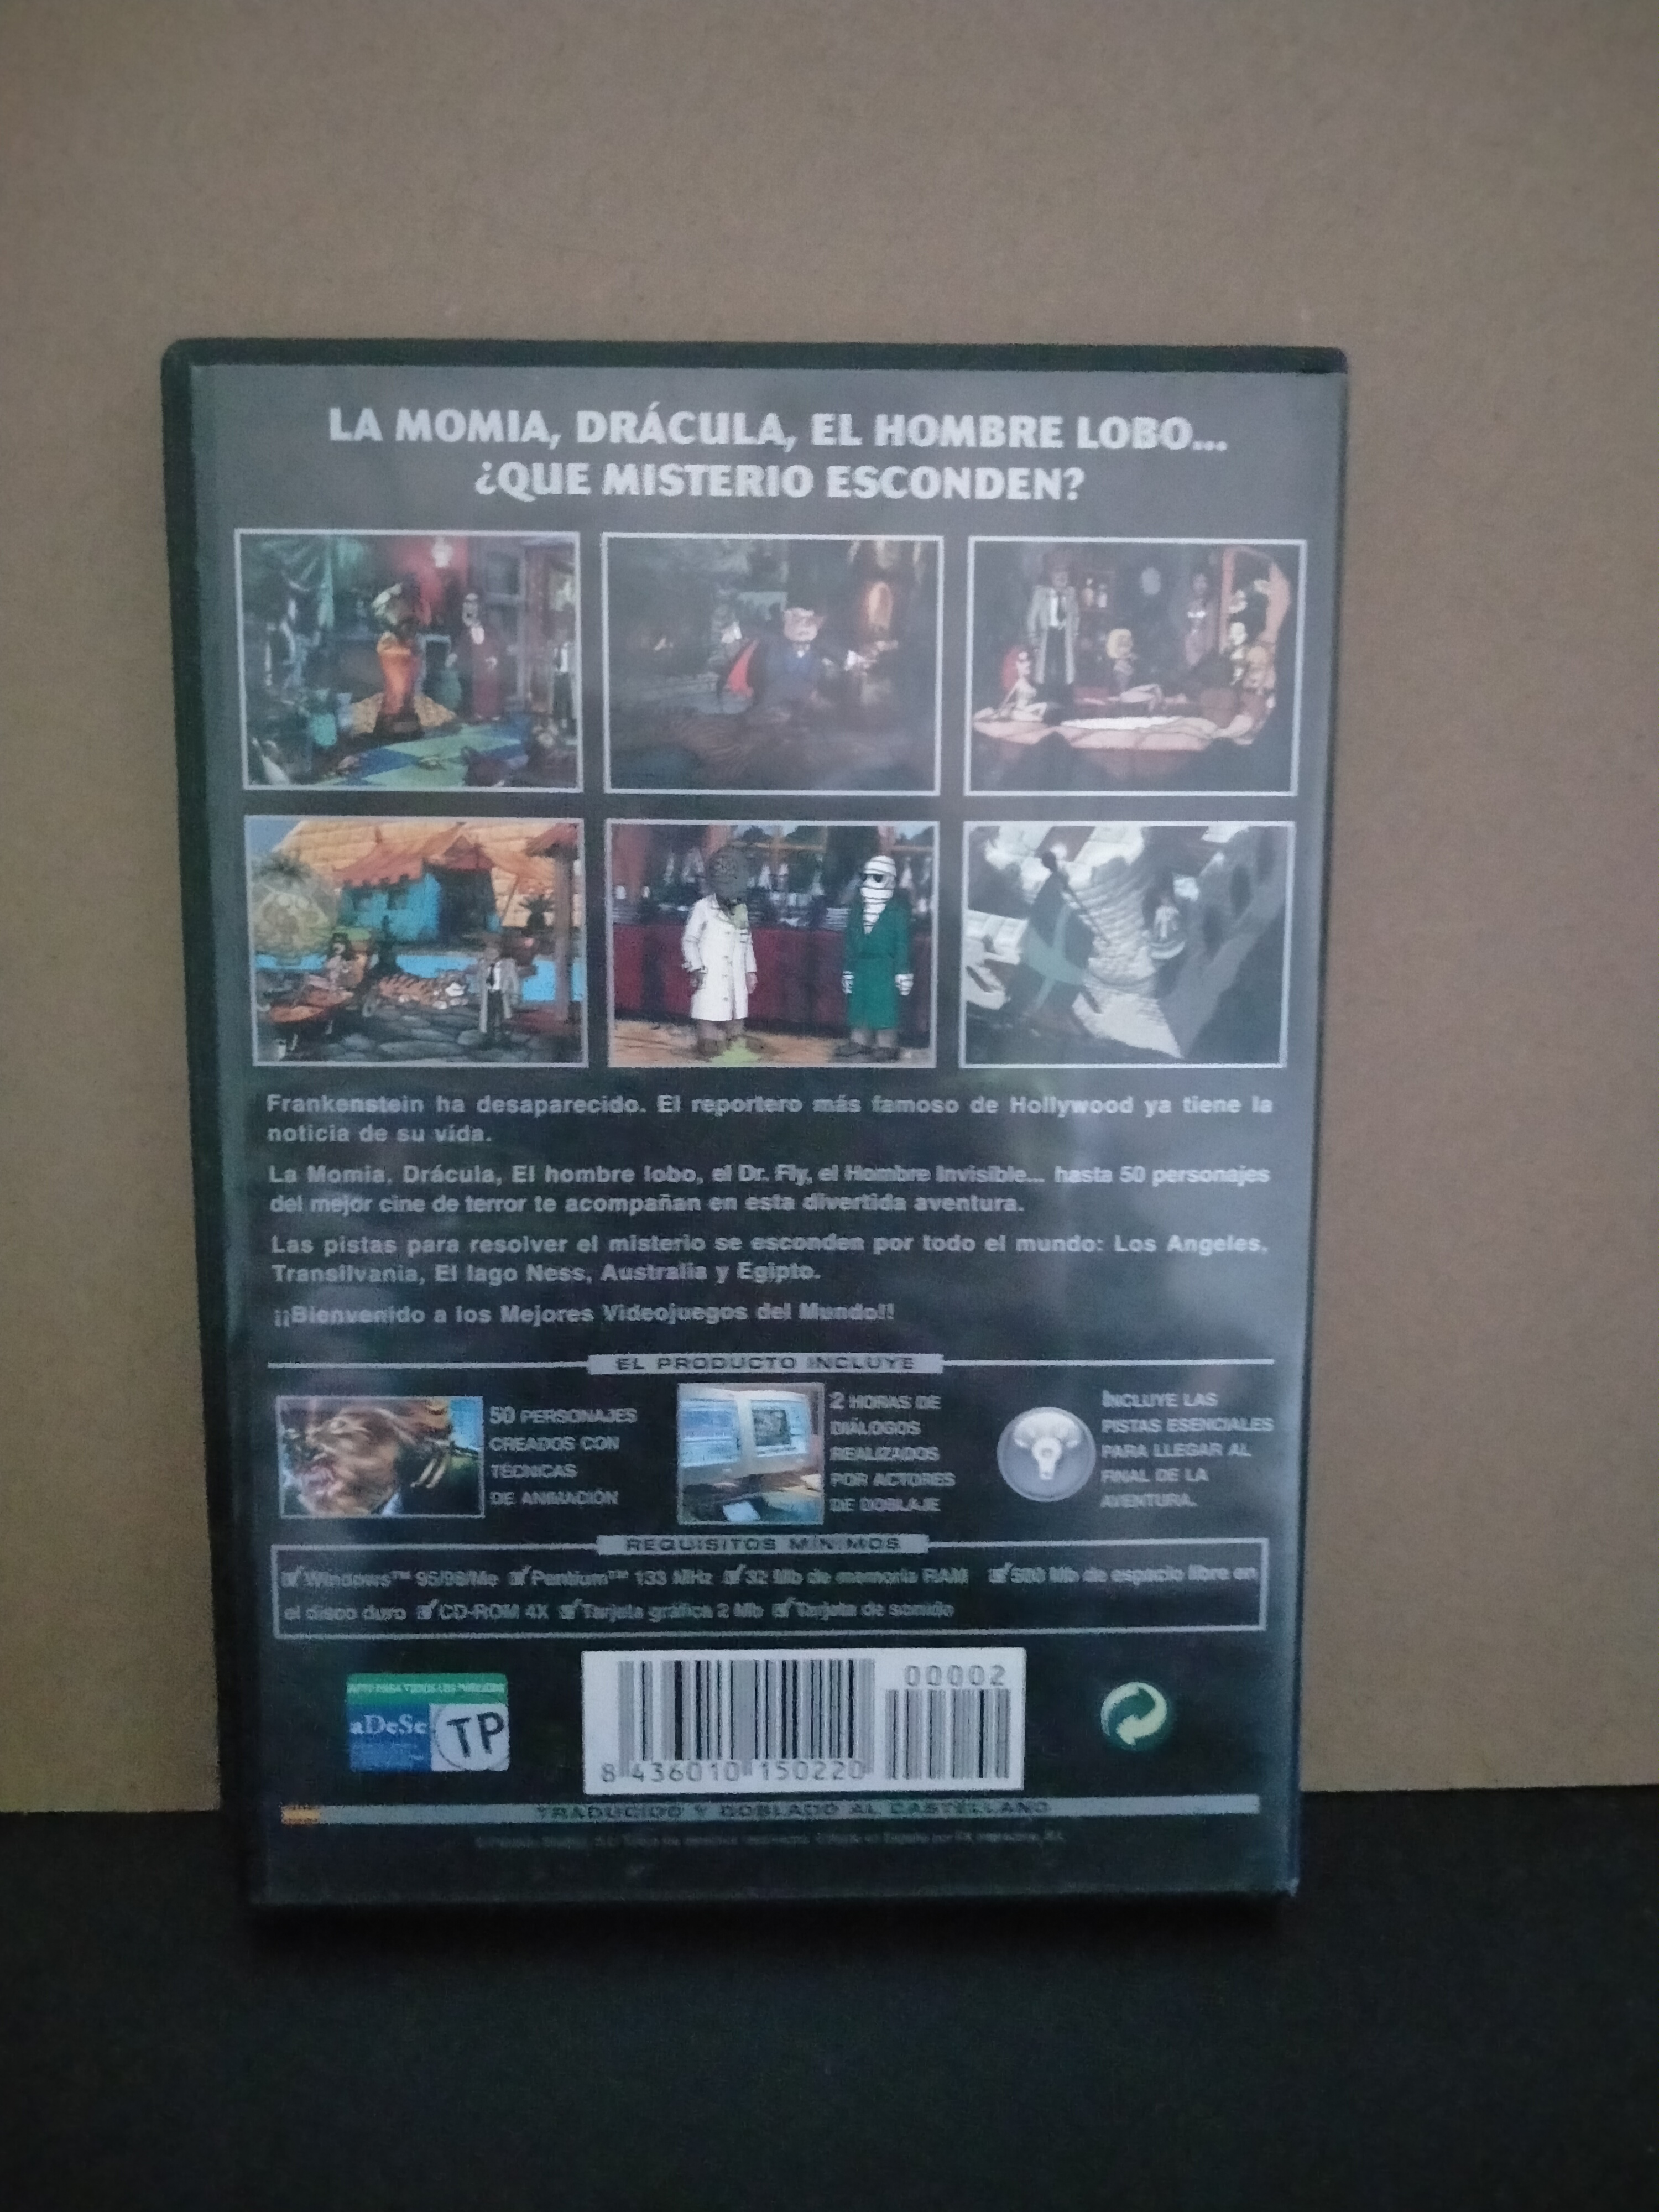 LA MOMIA, DRÁCULA, EL HOMBRE LOBO...
¿QUE MISTERIO ESCONDEN?
Frankenstein ha desaparecido. El reportero más famoso de Hollywood ya tiene la
noticia de su vida.
La Momia, Drácula, El hombre lobo, el Dr. Fly, el Hombre Invisible... hasta 50 personajes
del mejor cine de terror te acompañan en esta divertida aventura.
Las pistas para resolver el misterio se esconden por todo el mundo: Los Angeles,
Transilvania, El lago Ness, Australia y Egipto.
¡¡Bienvenido a los Mejores Videojuegos del Mundo!!
EL PRODUCTO INCLUYE
50 PERSONAJES
CREADOS CON
TÉCNICAS
DE ANIMACIÓN
2 HORAS DE
DIÁLOGOS
REALIZADOS
POR ACTORES
DE DOBLAJE
INCLUYE LAS
PISTAS ESENCIALES
PARA LLEGAR AL
FINAL DE LA
AVENTURA.
REQUISITOS MÍNIMOS
Windows™ 95/98/Me Pentium™ 133 MHz 32 Mb de memoria RAM 500 Mb de espacio libre en
el disco duro CD-ROM 4X Tarjeta gráfica 2 Mb Tarjeta de sonido
APTO PARA TODOS LOS PÚBLICOS
aDeSe
TP
00002
8 436010 150220
TRADUCIDO Y DOBLADO AL CASTELLANO